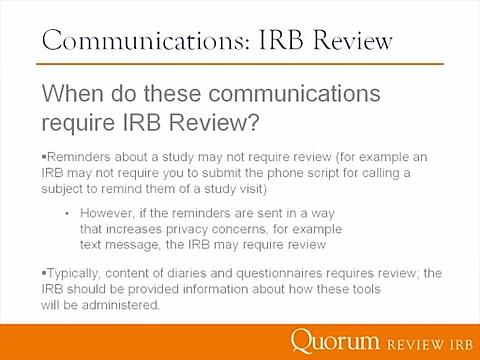 Communications: IRB Review
When do these communications
require IRB Review?
▪Reminders about a study may not require review (for example an
IRB may not require you to submit the phone script for calling a
subject to remind them of a study visit)
• However, if the reminders are sent in a way
that increases privacy concerns, for example
text message, the IRB may require review
▪Typically, content of diaries and questionnaires requires review; the
IRB should be provided information about how these tools
will be administered.
Quorum REVIEW IRB